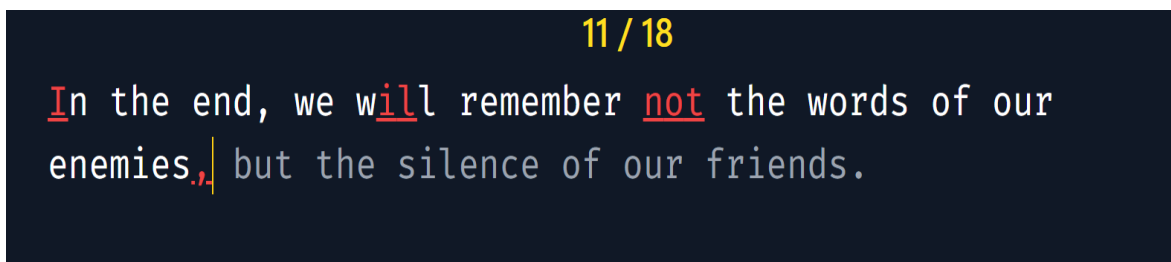 11 / 18
In the end, we will remember not the words of our
enemies, but the silence of our friends.